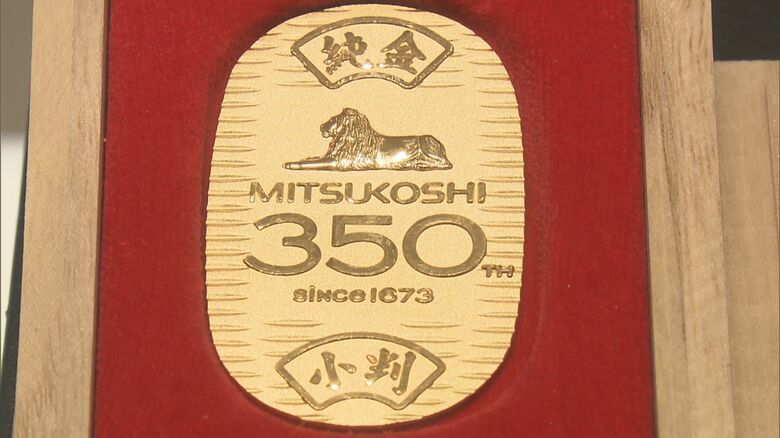 純金
MITSUKOSHI
350TH
since1673
小判